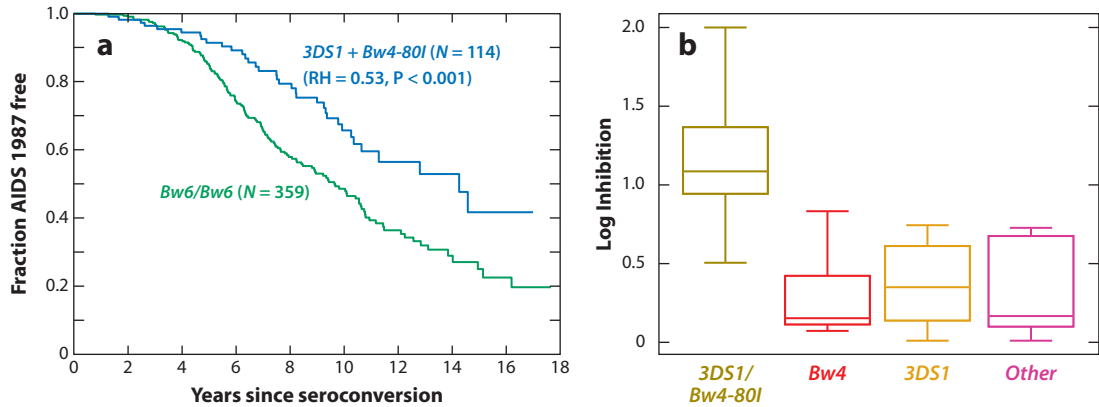 a
1.0
0.8
0.6
0.4
0.2
0
Fraction AIDS 1987 free
3DS1 + Bw4-80I (N = 114)
(RH = 0.53, P < 0.001)
Bw6/Bw6 (N = 359)
0 2 4 6 8 10 12 14 16 18
Years since seroconversion
b
2.0
1.5
1.0
0.5
0
Log Inhibition
3DS1/
Bw4-80I
Bw4
3DS1
Other